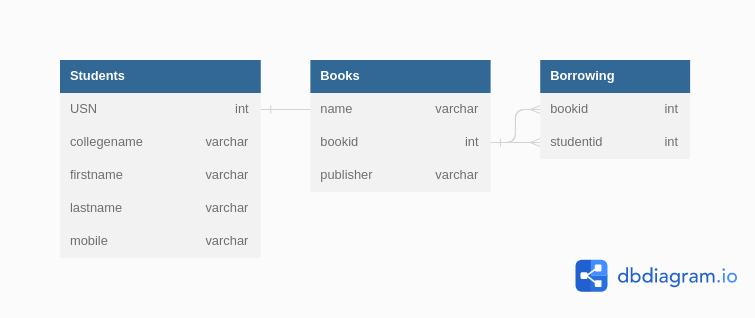 Students
USN int
collegename varchar
firstname varchar
lastname varchar
mobile varchar
Books
name varchar
bookid int
publisher varchar
Borrowing
bookid int
studentid int
dbdiagram.io